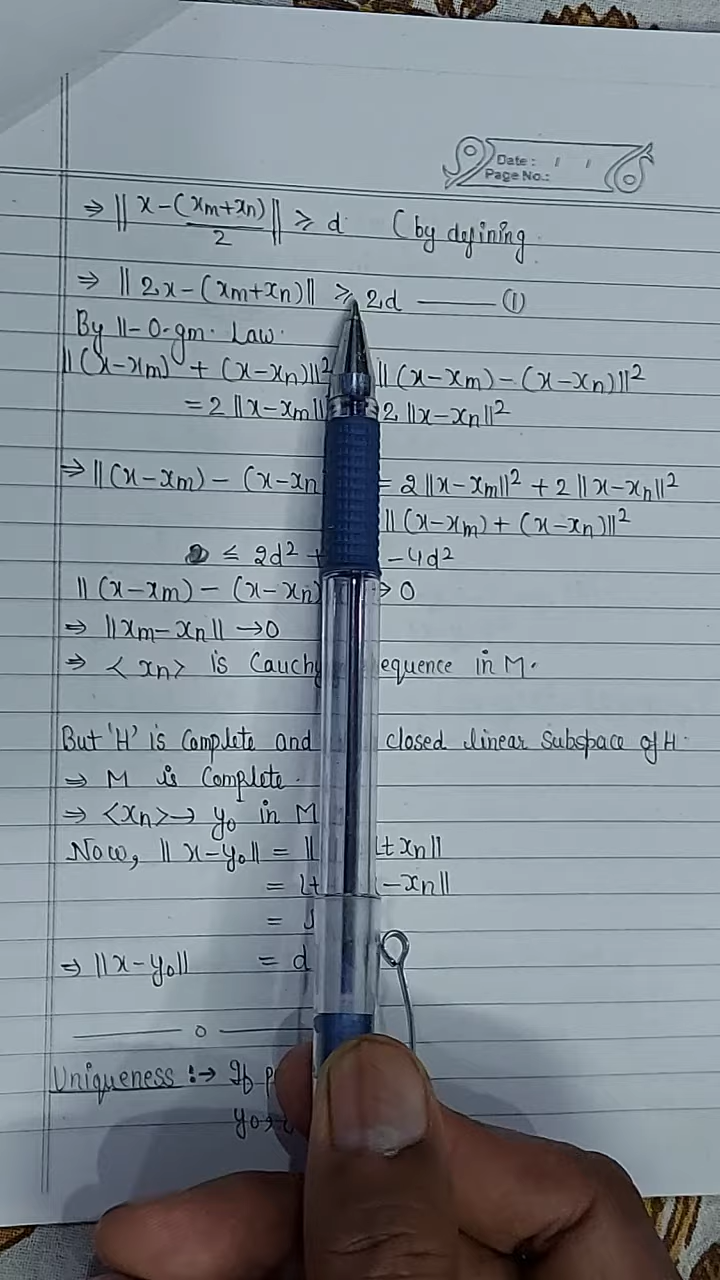 Date : / /
Page No.:
⇒ || x-(xm+xn)/2 || ≥ d (by defining
⇒ || 2x-(xm+xn)|| ≥ 2d —— ①
By ||-O-gm. Law.
||(x-xm) + (x-xn)||² ||(x-xm)-(x-xn)||²
= 2 ||x-xm|| 2 ||x-xn||²
⇒ ||(x-xm) - (x-xn = 2||x-xm||² + 2 ||x-xn||²
||(x-xm) + (x-xn)||²
≤ 2d² + -4d²
||(x-xm) - (x-xn) → 0
⇒ ||xm-xn|| →0
⇒ <xn> is Cauchy equence in M.
But 'H' is Complete and closed linear subspace of H.
⇒ M is Complete.
⇒ <xn>→ y0 in M
Now, || x-y0|| = || Lt xn||
= Lt -xn||
=
⇒ ||x-y0|| = d
—— o ——
Uniqueness :→ If